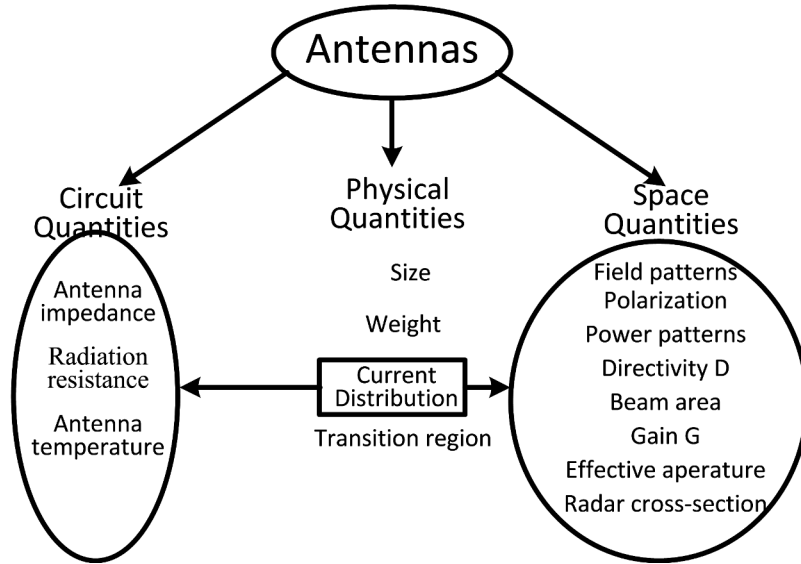 Antennas
Circuit
Quantities
Antenna
impedance
Radiation
resistance
Antenna
temperature
Physical
Quantities
Size
Weight
Current
Distribution
Transition region
Space
Quantities
Field patterns
Polarization
Power patterns
Directivity D
Beam area
Gain G
Effective aperature
Radar cross-section